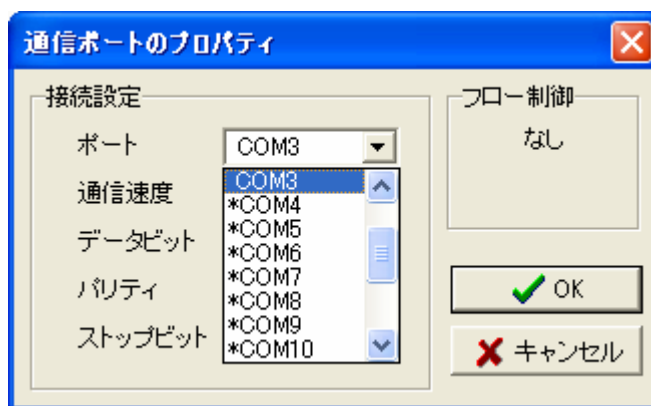 通信ポートのプロパティ
接続設定
ポート
COM3
通信速度
データビット
パリティ
ストップビット
COM3
*COM4
*COM5
*COM6
*COM7
*COM8
*COM9
*COM10
フロー制御
なし
OK
キャンセル